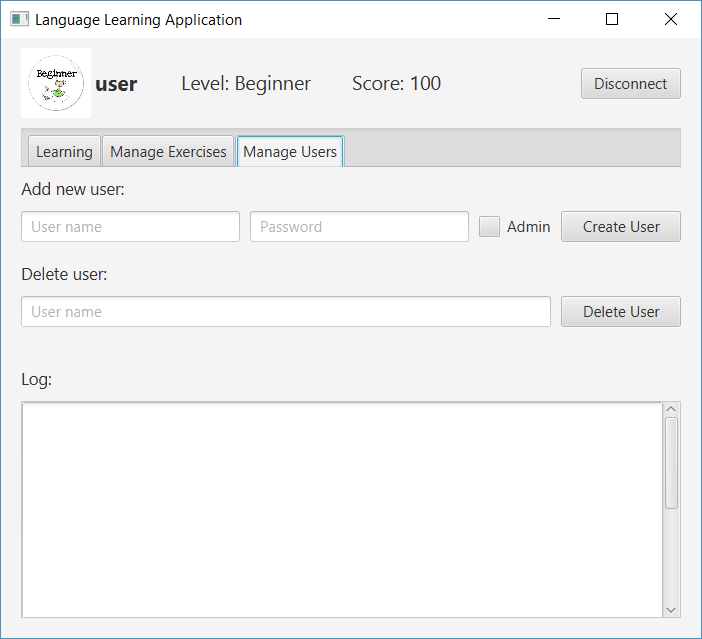 Language Learning Application
Beginner
user Level: Beginner Score: 100 Disconnect
Learning Manage Exercises Manage Users
Add new user:
User name Password Admin Create User
Delete user:
User name Delete User
Log: